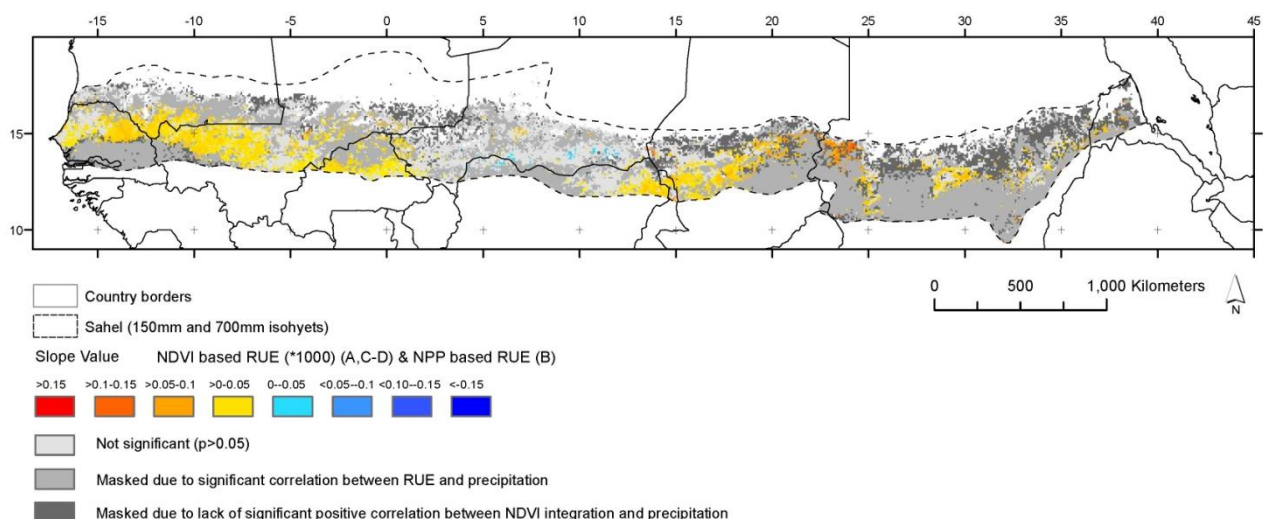 -15 -10 -5 0 5 10 15 20 25 30 35 40 45
15
10
0 500 1,000 Kilometers
N
Country borders
Sahel (150mm and 700mm isohyets)
Slope Value NDVI based RUE (*1000) (A,C-D) & NPP based RUE (B)
>0.15 >0.1-0.15 >0.05-0.1 >0-0.05 0--0.05 <0.05--0.1 <0.10--0.15 <-0.15
Not significant (p>0.05)
Masked due to significant correlation between RUE and precipitation
Masked due to lack of significant positive correlation between NDVI integration and precipitation